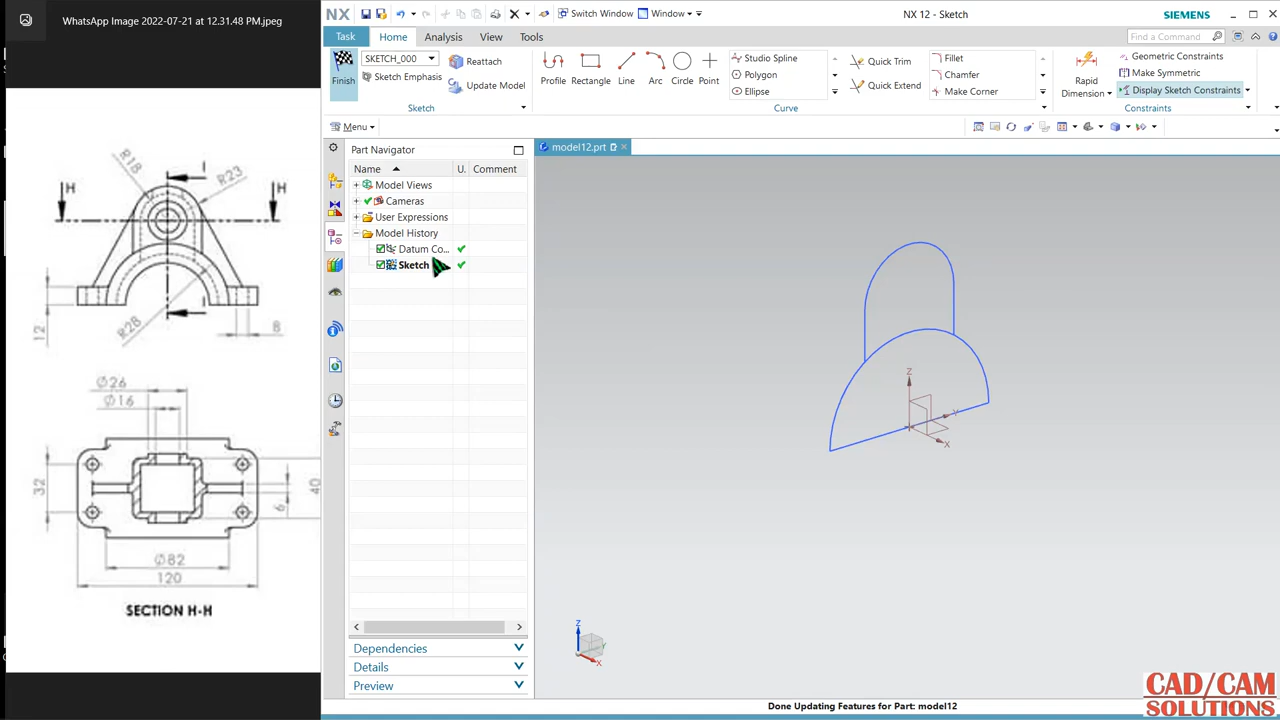 WhatsApp Image 2022-07-21 at 12.31.48 PM.jpeg
NX
Switch Window
Window
NX 12 - Sketch
SIEMENS
Task
Home
Analysis
View
Tools
Find a Command
Finish
SKETCH_000
Sketch Emphasis
Reattach
Update Model
Sketch
Profile
Rectangle
Line
Arc
Circle
Point
Studio Spline
Polygon
Ellipse
Quick Trim
Quick Extend
Fillet
Chamfer
Make Corner
Curve
Rapid
Dimension
Geometric Constraints
Make Symmetric
Display Sketch Constraints
Constraints
Menu
Part Navigator
model12.prt
Name
U.
Comment
Model Views
Cameras
User Expressions
Model History
Datum Co...
Sketch
Dependencies
Details
Preview
R18
R23
H
H
I
I
R28
12
8
Ø26
Ø16
32
40
6
Ø82
120
SECTION H-H
Z
Y
X
Z
Y
X
Done Updating Features for Part: model12
CAD/CAM
SOLUTIONS